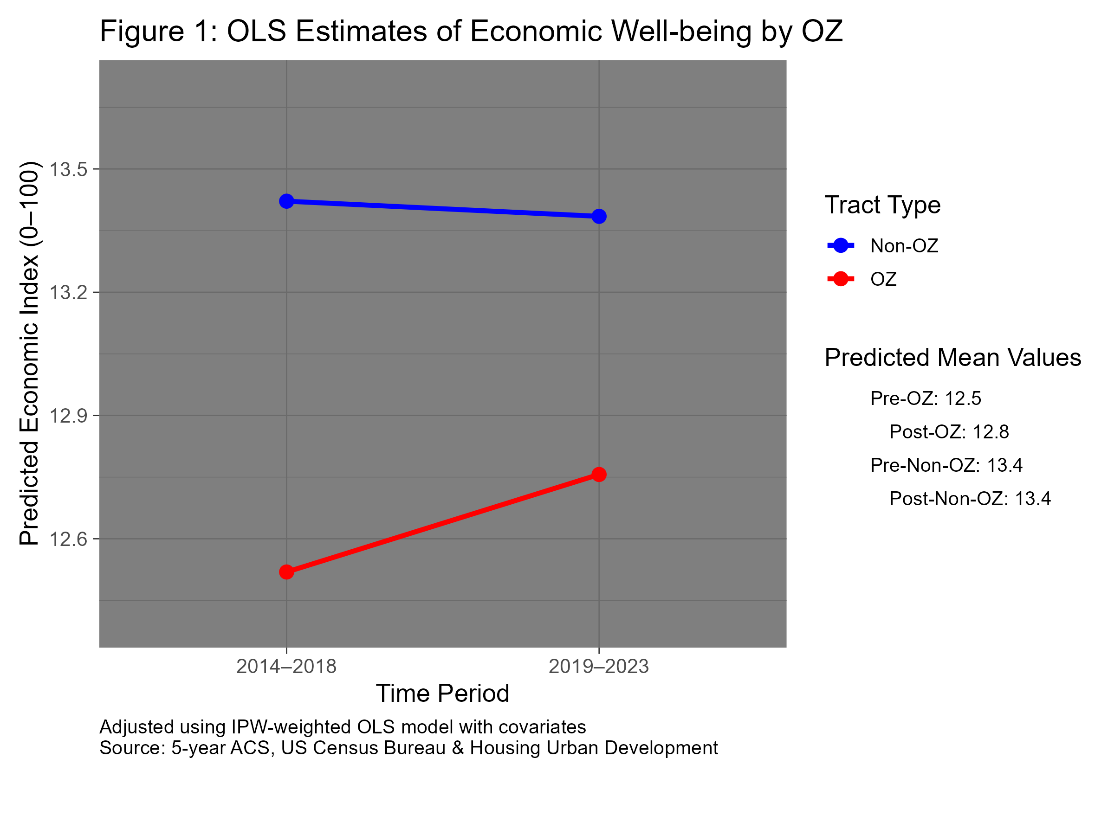 Figure 1: OLS Estimates of Economic Well-being by OZ
Predicted Economic Index (0–100)
13.5
13.2
12.9
12.6
2014–2018
2019–2023
Time Period
Tract Type
Non-OZ
OZ
Predicted Mean Values
Pre-OZ: 12.5
Post-OZ: 12.8
Pre-Non-OZ: 13.4
Post-Non-OZ: 13.4
Adjusted using IPW-weighted OLS model with covariates
Source: 5-year ACS, US Census Bureau & Housing Urban Development